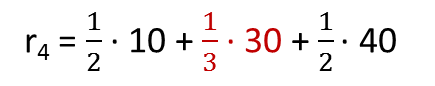 r₄ = 1/2 · 10 + 1/3 · 30 + 1/2 · 40